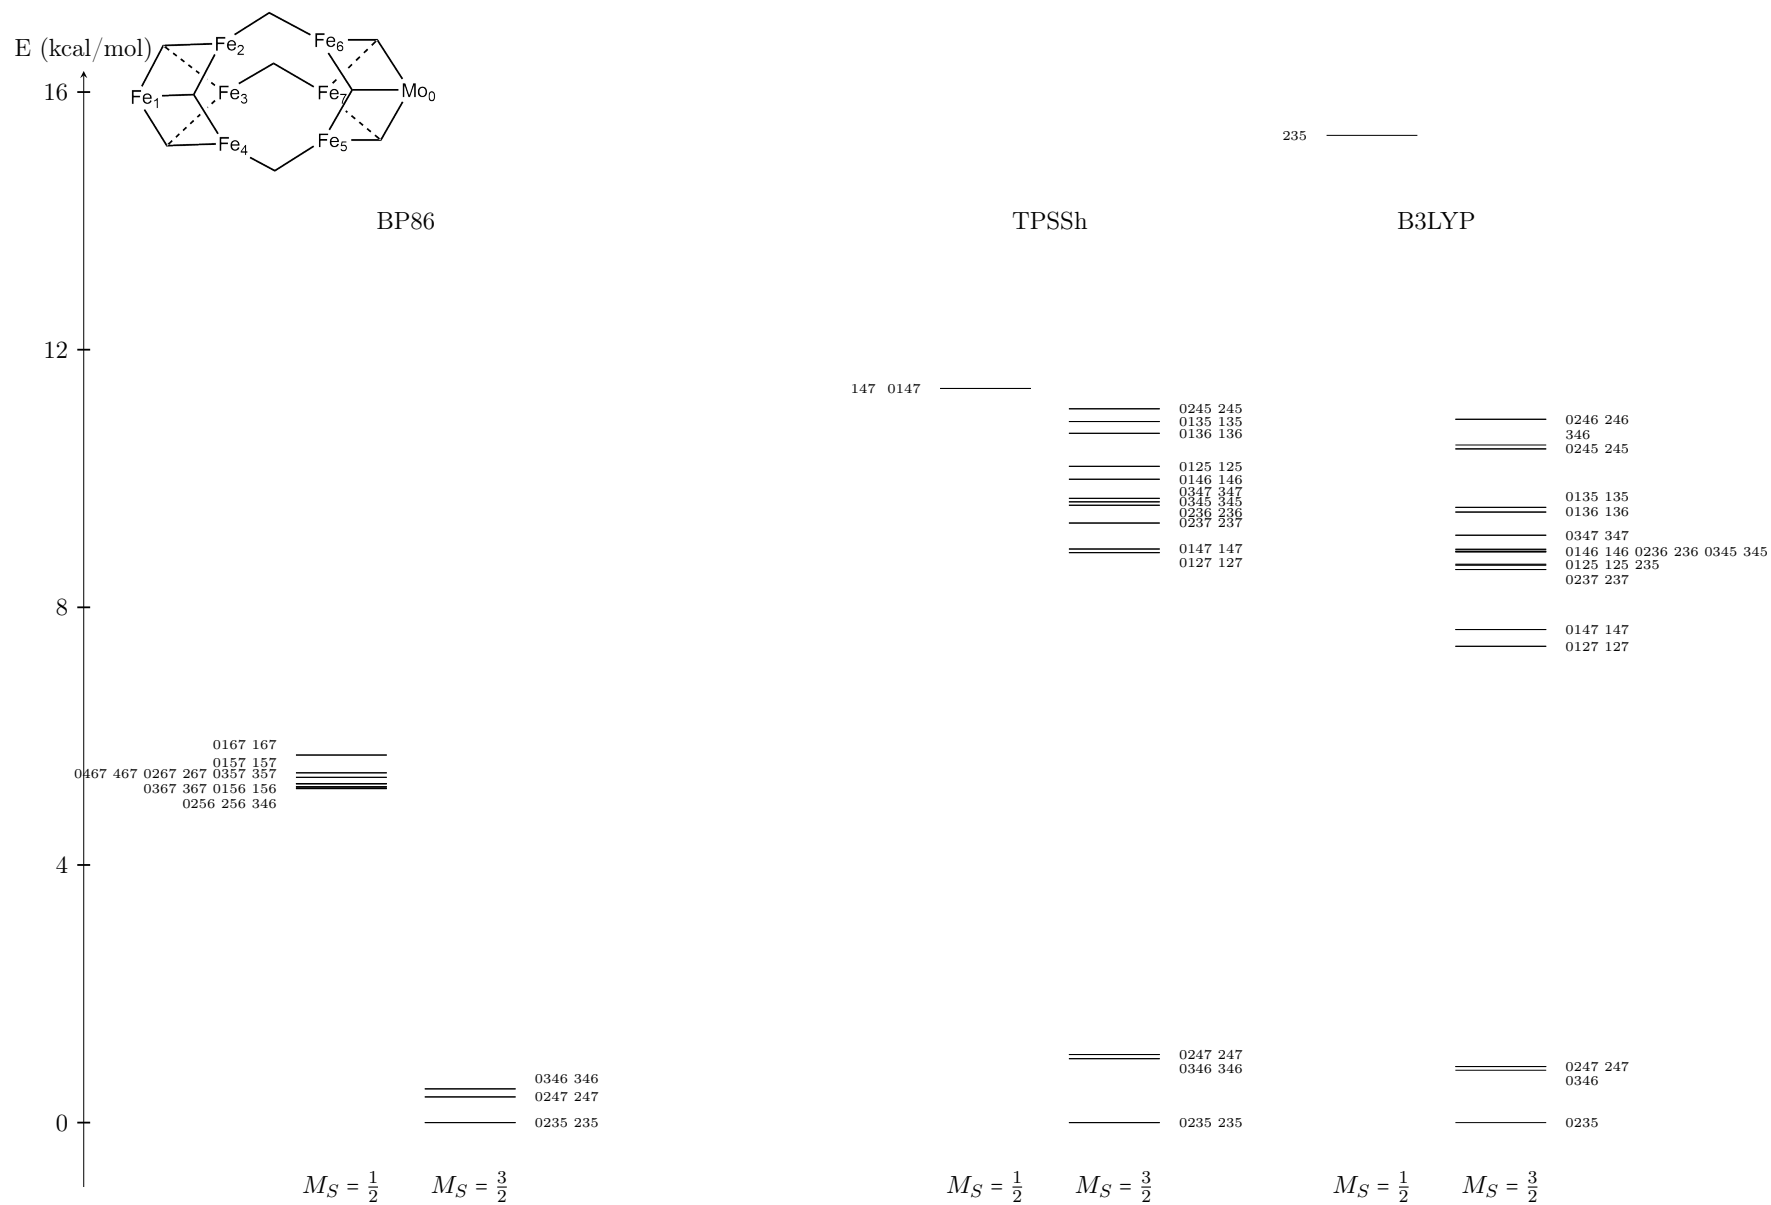 E (kcal/mol)
16
12
8
4
0
Fe2
Fe6
Fe1
Fe3
Fe7
Mo0
Fe4
Fe5
BP86
TPSSh
B3LYP
0167 167
0157 157
0467 467 0267 267 0357 357
0367 367 0156 156
0256 256 346
0346 346
0247 247
0235 235
147 0147
0245 245
0135 135
0136 136
0125 125
0146 146
0347 347
0345 345
0236 236
0237 237
0147 147
0127 127
0247 247
0346 346
0235 235
235
0246 246
346
0245 245
0135 135
0136 136
0347 347
0146 146 0236 236 0345 345
0125 125 235
0237 237
0147 147
0127 127
0247 247
0346
0235
M_S = 1/2
M_S = 3/2
M_S = 1/2
M_S = 3/2
M_S = 1/2
M_S = 3/2